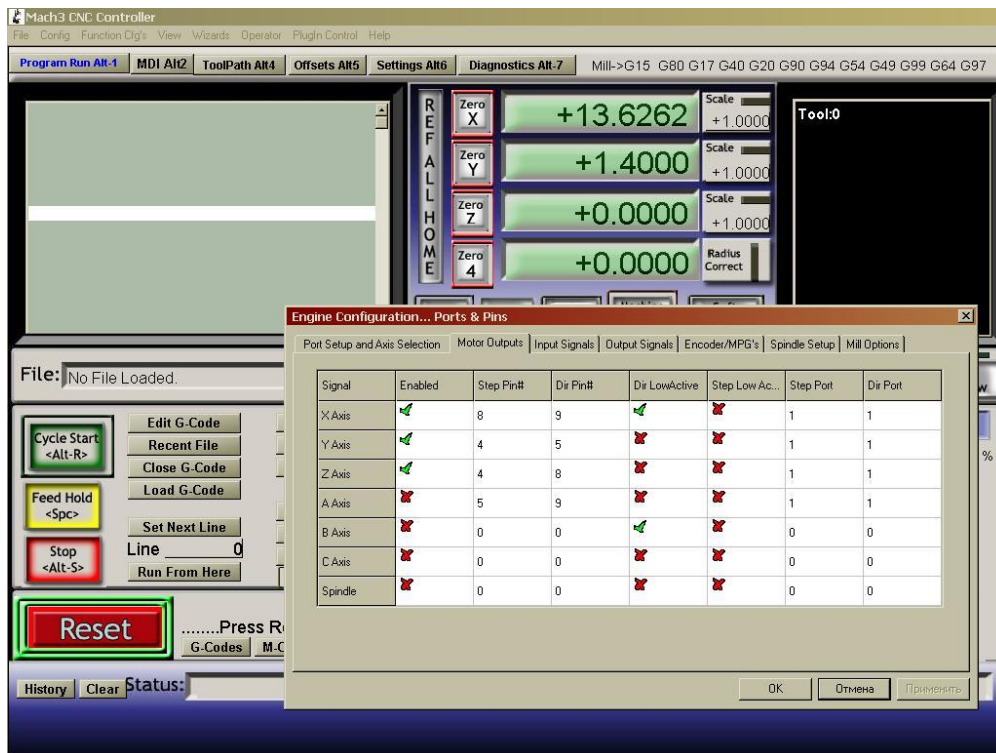 Mach3 CNC Controller
File Config Function Cfg's View Wizards Operator PlugIn Control Help
Program Run Alt-1 MDI Alt2 ToolPath Alt4 Offsets Alt5 Settings Alt6 Diagnostics Alt-7 Mill->G15 G80 G17 G40 G20 G90 G94 G54 G49 G99 G64 G97
REF ALL HOME
Zero X +13.6262 Scale +1.0000
Zero Y +1.4000 Scale +1.0000
Zero Z +0.0000 Scale +1.0000
Zero 4 +0.0000 Radius Correct
Tool:0
Engine Configuration... Ports & Pins
Port Setup and Axis Selection Motor Outputs Input Signals Output Signals Encoder/MPG's Spindle Setup Mill Options
Signal Enabled Step Pin# Dir Pin# Dir LowActive Step Low Ac... Step Port Dir Port
X Axis 8 9 1 1
Y Axis 4 5 1 1
Z Axis 4 8 1 1
A Axis 5 9 1 1
B Axis 0 0 0 0
C Axis 0 0 0 0
Spindle 0 0 0 0
OK Отмена Применить
File: No File Loaded.
Cycle Start
<Alt-R>
Feed Hold
<Spc>
Stop
<Alt-S>
Edit G-Code
Recent File
Close G-Code
Load G-Code
Set Next Line
Line 0
Run From Here
%
Reset
........Press R
G-Codes
History Clear Status: